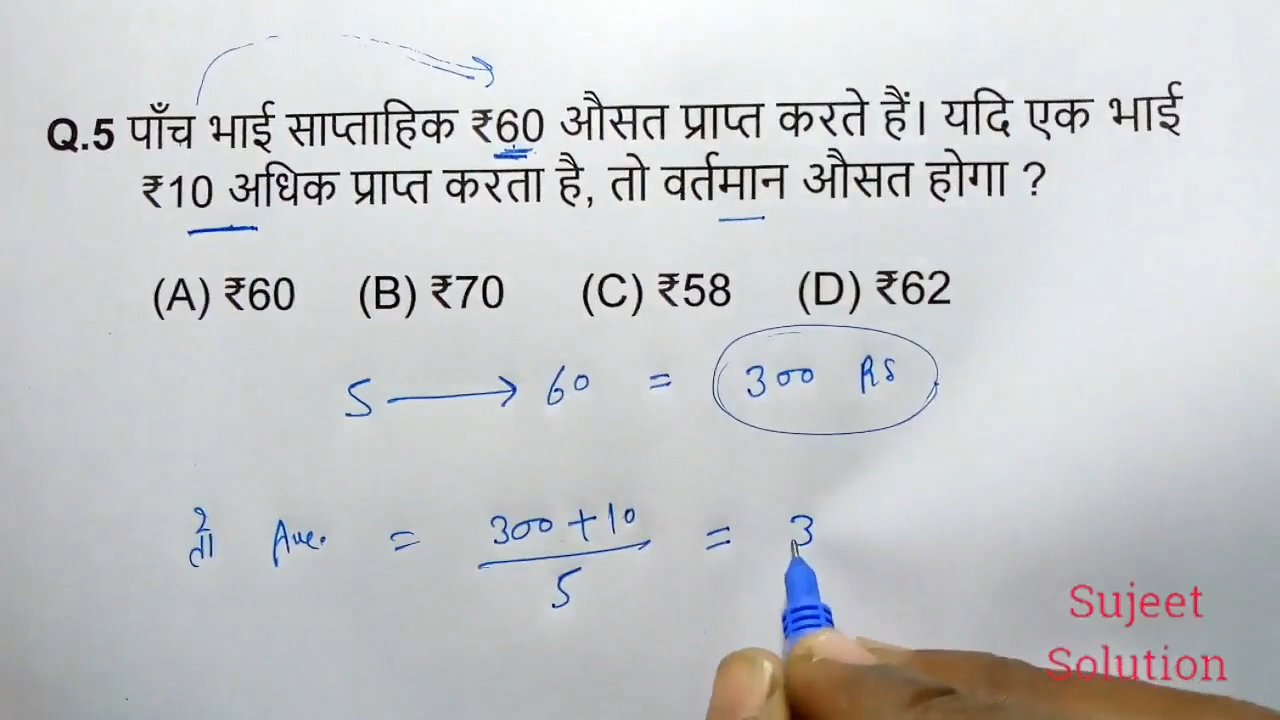 Q.5 पाँच भाई साप्ताहिक ₹60 औसत प्राप्त करते हैं। यदि एक भाई
₹10 अधिक प्राप्त करता है, तो वर्तमान औसत होगा ?
(A) ₹60 (B) ₹70 (C) ₹58 (D) ₹62
5 → 60 = 300 RS
तो Ave. = 300 + 10 / 5 = 3
Sujeet
Solution